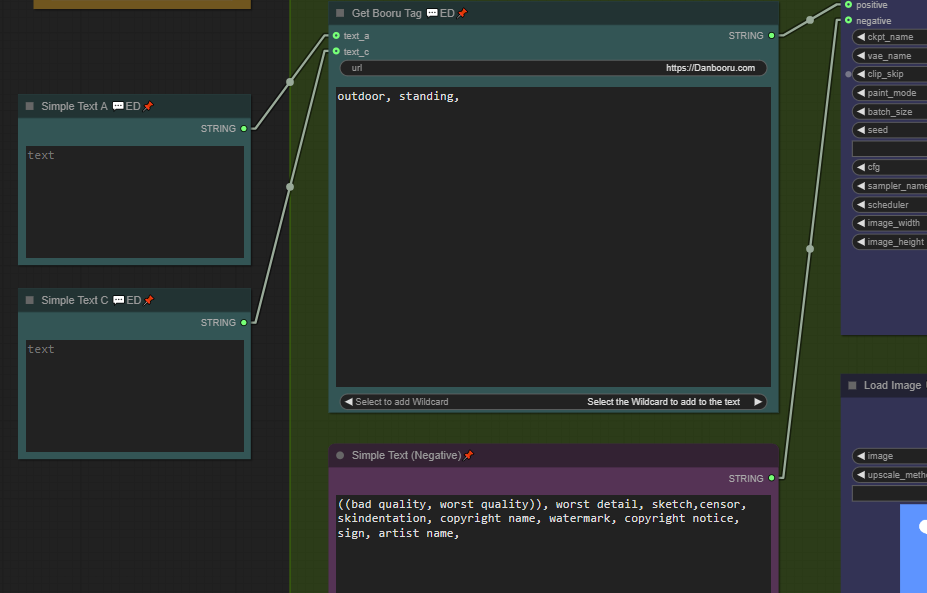 Get Booru Tag 💬ED📌
text_a
STRING
text_c
url
https://Danbooru.com
outdoor, standing,
Select to add Wildcard
Select the Wildcard to add to the text
Simple Text A 💬ED📌
STRING
text
Simple Text C 💬ED📌
STRING
text
Simple Text (Negative)📌
STRING
((bad quality, worst quality)), worst detail, sketch,censor,
skindentation, copyright name, watermark, copyright notice,
sign, artist name,
positive
negative
ckpt_name
vae_name
clip_skip
paint_mode
batch_size
seed
cfg
sampler_name
scheduler
image_width
image_height
Load Image
image
upscale_meth